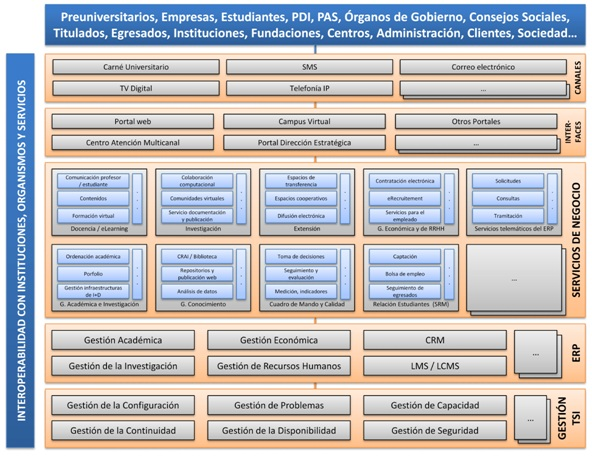 Preuniversitarios, Empresas, Estudiantes, PDI, PAS, Órganos de Gobierno, Consejos Sociales,
Titulados, Egresados, Instituciones, Fundaciones, Centros, Administración, Clientes, Sociedad...
INTEROPERABILIDAD CON INSTITUCIONES, ORGANISMOS Y SERVICIOS
Carné Universitario
SMS
Correo electrónico
TV Digital
Telefonía IP
...
CANALES
Portal web
Campus Virtual
Otros Portales
Centro Atención Multicanal
Portal Dirección Estratégica
...
INTER-
FACES
Comunicación profesor
/ estudiante
Contenidos
Formación virtual
Docencia / eLearning
Colaboración
computacional
Comunidades virtuales
Servicio documentación
y publicación
Investigación
Espacios de
transferencia
Espacios cooperativos
Difusión electrónica
Extensión
Contratación electrónica
eRecruitement
Servicios para el
empleado
G. Económica y de RRHH
Solicitudes
Consultas
Tramitación
Servicios telemáticos del ERP
Ordenación académica
Porfolio
Gestión infraestructuras
de I+D
G. Académica e Investigación
CRAI / Biblioteca
Repositorios y
publicación web
Análisis de datos
G. Conocimiento
Toma de decisiones
Seguimiento y
evaluación
Medición, indicadores
Cuadro de Mando y Calidad
Captación
Bolsa de empleo
Seguimiento de
egresados
Relación Estudiantes (SRM)
...
SERVICIOS DE NEGOCIO
Gestión Académica
Gestión Económica
CRM
Gestión de la Investigación
Gestión de Recursos Humanos
LMS / LCMS
...
ERP
Gestión de la Configuración
Gestión de Problemas
Gestión de Capacidad
Gestión de la Continuidad
Gestión de la Disponibilidad
Gestión de Seguridad
...
GESTIÓN
TSI